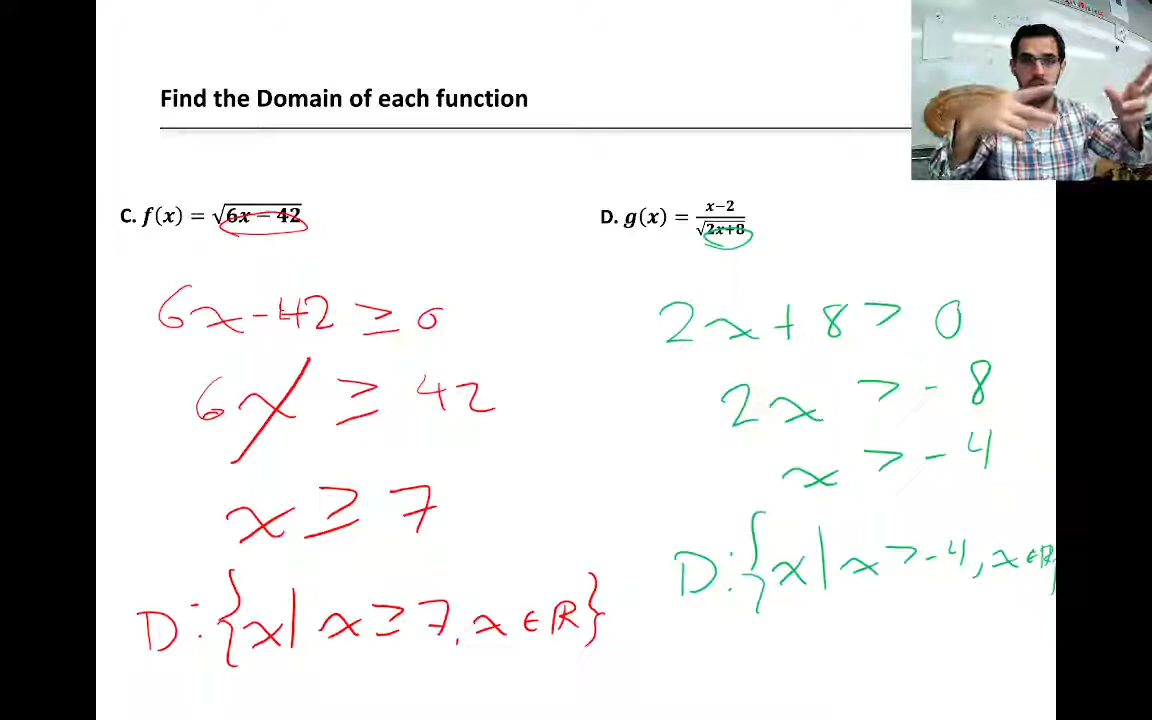 Find the Domain of each function
C. f(x) = √(6x − 42)
6x - 42 ≥ 0
6x ≥ 42
x ≥ 7
D: {x | x ≥ 7, x ∈ ℝ}
D. g(x) = (x−2)/√(2x+8)
2x + 8 > 0
2x > - 8
x > - 4
D: {x | x > -4, x ∈ ℝ}